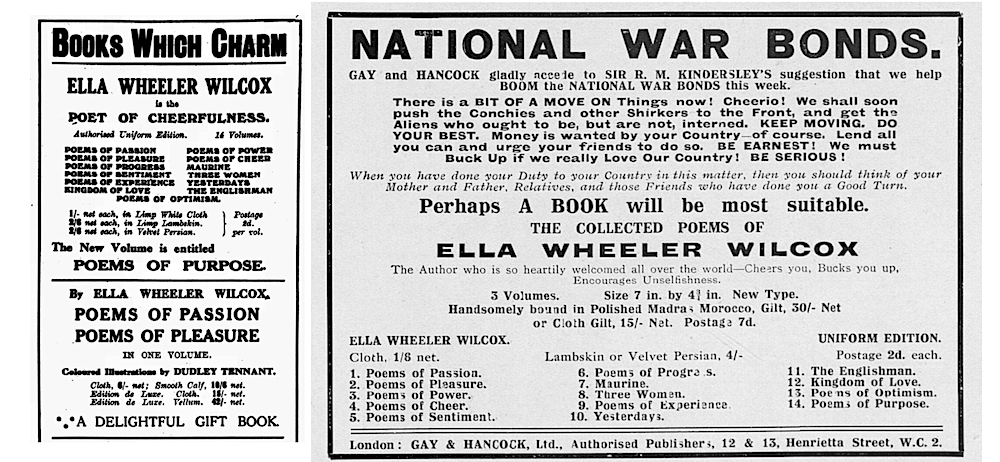 BOOKS WHICH CHARM
ELLA WHEELER WILCOX
is the
POET OF CHEERFULNESS.
Authorised Uniform Edition. 16 Volumes.
POEMS OF PASSION POEMS OF POWER
POEMS OF PLEASURE POEMS OF CHEER
POEMS OF PROGRESS MAURINE
POEMS OF SENTIMENT THREE WOMEN
POEMS OF EXPERIENCE YESTERDAYS
KINGDOM OF LOVE THE ENGLISHMAN
POEMS OF OPTIMISM.
1/- net each, in Limp White Cloth } Postage
2/6 net each, in Limp Lambskin. } 2d.
2/6 net each, in Velvet Persian. } per vol.
The New Volume is entitled
POEMS OF PURPOSE.
By ELLA WHEELER WILCOX.
POEMS OF PASSION
POEMS OF PLEASURE
IN ONE VOLUME.
Coloured Illustrations by DUDLEY TENNANT.
Cloth, 6/- net; Smooth Calf, 10/6 net.
Edition de Luxe. Cloth. 15/- net.
Edition de Luxe. Vellum. 42/- net.
*.* A DELIGHTFUL GIFT BOOK.
NATIONAL WAR BONDS.
GAY and HANCOCK gladly accede to SIR R. M. KINDERSLEY'S suggestion that we help
BOOM the NATIONAL WAR BONDS this week.
There is a BIT OF A MOVE ON Things now! Cheerio! We shall soon
push the Conchies and other Shirkers to the Front, and get the
Aliens who ought to be, but are not, interned. KEEP MOVING. DO
YOUR BEST. Money is wanted by your Country—of course. Lend all
you can and urge your friends to do so. BE EARNEST! We must
Buck Up if we really Love Our Country! BE SERIOUS!
When you have done your Duty to your Country in this matter, then you should think of your
Mother and Father, Relatives, and those Friends who have done you a Good Turn.
Perhaps A BOOK will be most suitable.
THE COLLECTED POEMS OF
ELLA WHEELER WILCOX
The Author who is so heartily welcomed all over the world—Cheers you, Bucks you up,
Encourages Unselfishness.
3 Volumes. Size 7 in. by 4¾ in. New Type.
Handsomely bound in Polished Madras Morocco, Gilt, 30/- Net
or Cloth Gilt, 15/- Net. Postage 7d.
ELLA WHEELER WILCOX. UNIFORM EDITION.
Cloth, 1/8 net. Lambskin or Velvet Persian, 4/- Postage 2d. each.
1. Poems of Passion.
2. Poems of Pleasure.
3. Poems of Power.
4. Poems of Cheer.
5. Poems of Sentiment.
6. Poems of Progress.
7. Maurine.
8. Three Women.
9. Poems of Experience.
10. Yesterdays.
11. The Englishman.
12. Kingdom of Love.
13. Poems of Optimism.
14. Poems of Purpose.
London: GAY & HANCOCK, Ltd., Authorised Publishers, 12 & 13, Henrietta Street, W.C. 2.